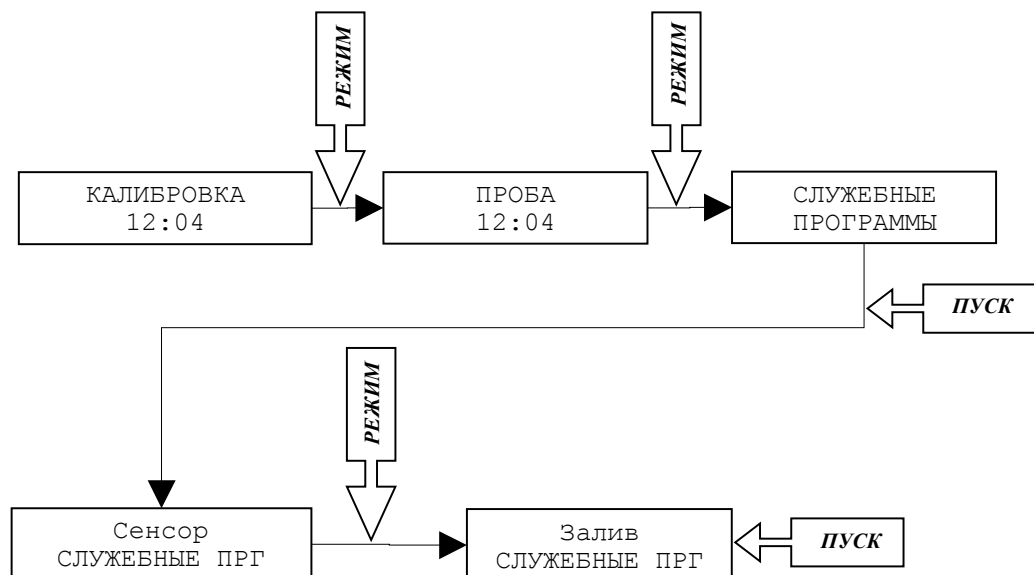 РЕЖИМ
РЕЖИМ
КАЛИБРОВКА
12:04
ПРОБА
12:04
СЛУЖЕБНЫЕ
ПРОГРАММЫ
ПУСК
РЕЖИМ
Сенсор
СЛУЖЕБНЫЕ ПРГ
Залив
СЛУЖЕБНЫЕ ПРГ
ПУСК